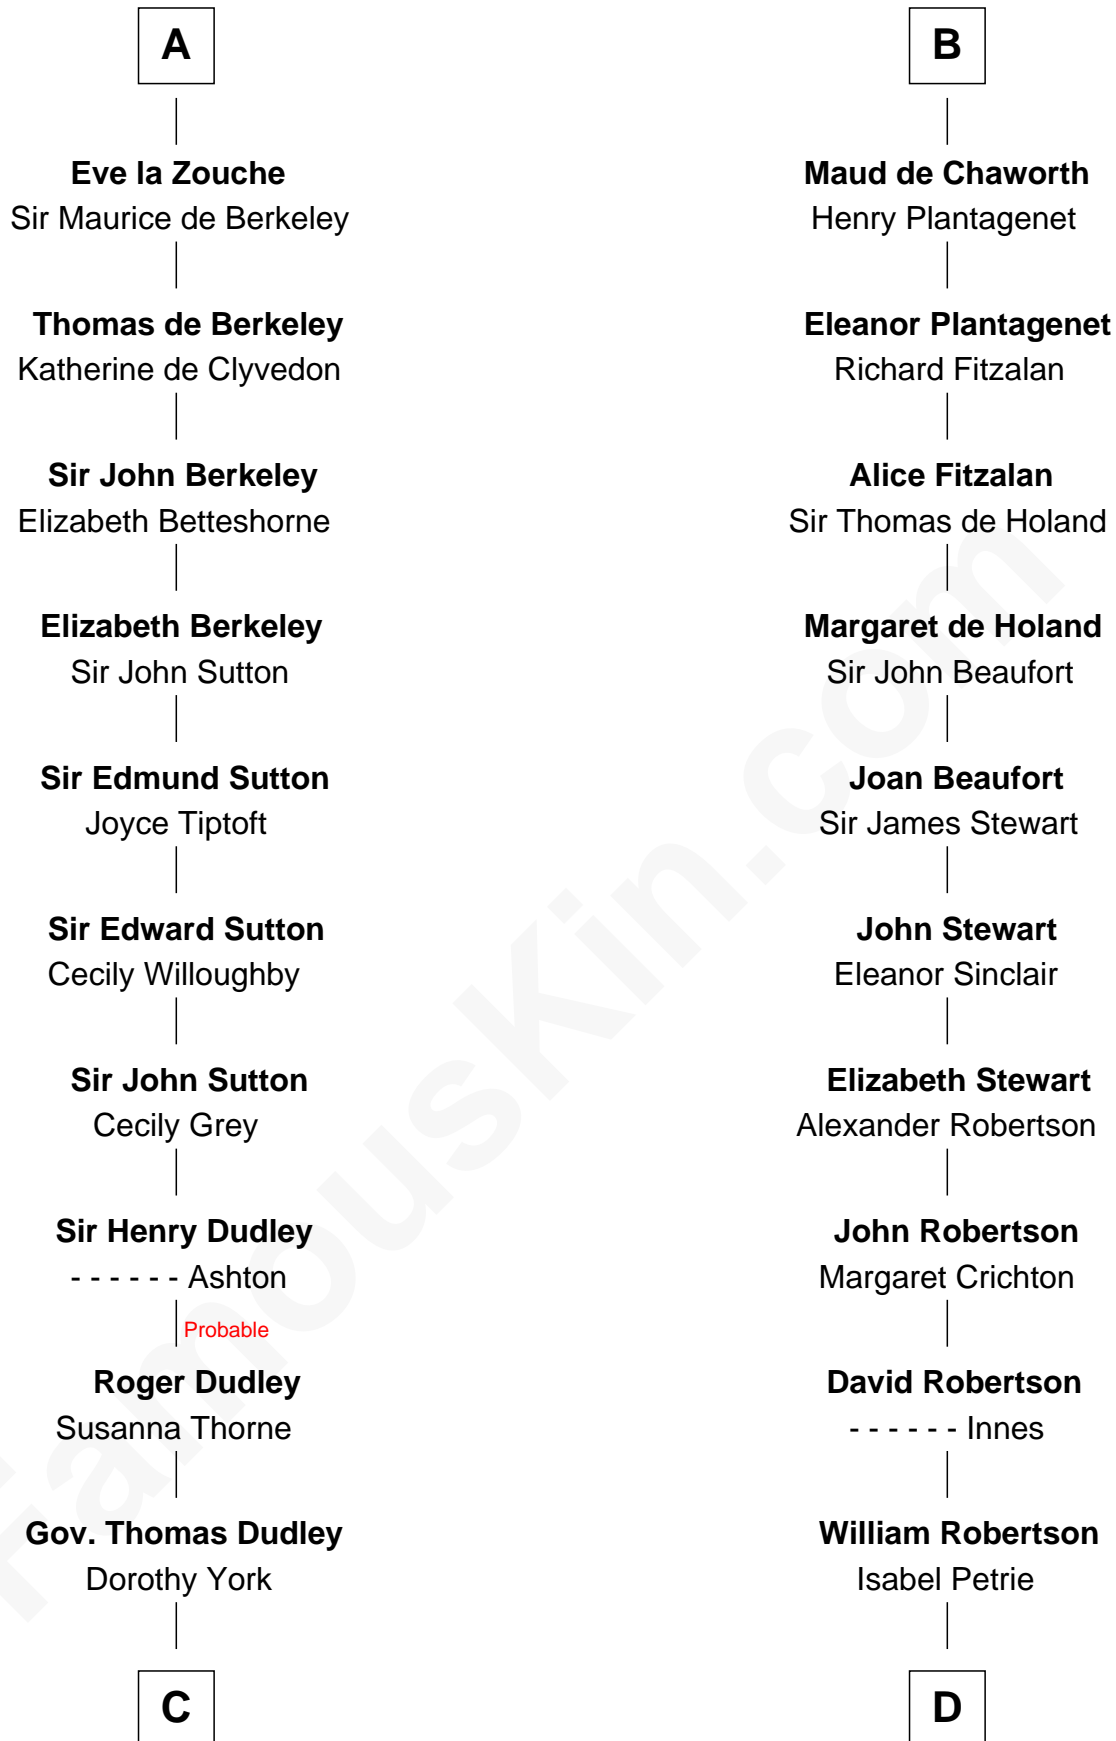 A
Eve la Zouche
Sir Maurice de Berkeley
Thomas de Berkeley
Katherine de Clyvedon
Sir John Berkeley
Elizabeth Betteshorne
Elizabeth Berkeley
Sir John Sutton
Sir Edmund Sutton
Joyce Tiptoft
Sir Edward Sutton
Cecily Willoughby
Sir John Sutton
Cecily Grey
Sir Henry Dudley
- - - - - - Ashton
Probable
Roger Dudley
Susanna Thorne
Gov. Thomas Dudley
Dorothy York
C
B
Maud de Chaworth
Henry Plantagenet
Eleanor Plantagenet
Richard Fitzalan
Alice Fitzalan
Sir Thomas de Holand
Margaret de Holand
Sir John Beaufort
Joan Beaufort
Sir James Stewart
John Stewart
Eleanor Sinclair
Elizabeth Stewart
Alexander Robertson
John Robertson
Margaret Crichton
David Robertson
- - - - - - Innes
William Robertson
Isabel Petrie
D
FamousKin.com